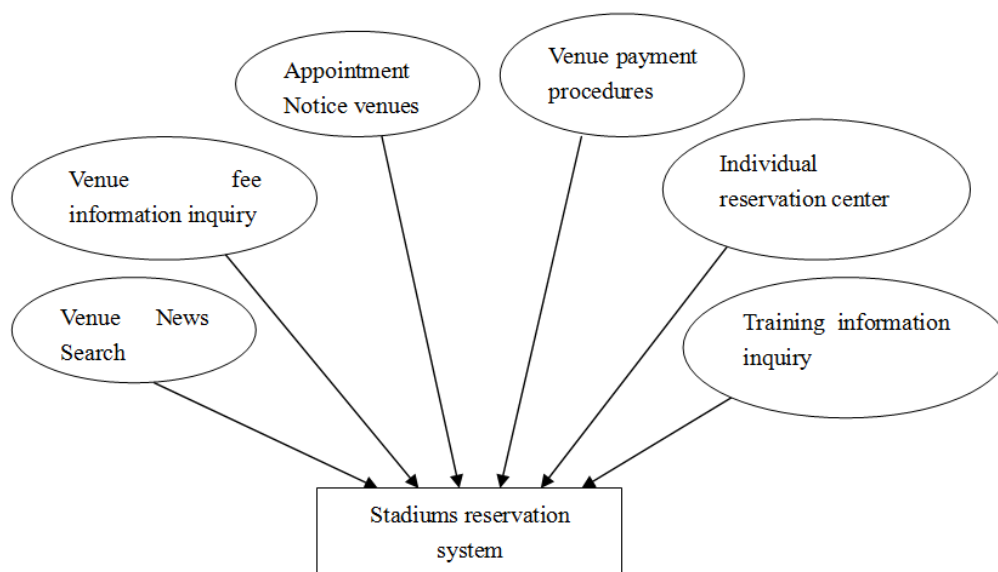 Appointment
Notice venues
Venue payment
procedures
Venue fee
information inquiry
Individual
reservation center
Venue News
Search
Training information
inquiry
Stadiums reservation
system